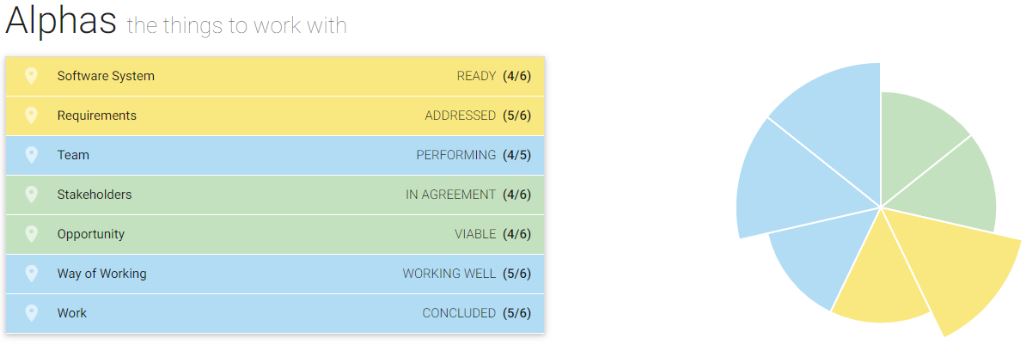 Alphas the things to work with
Software System READY (4/6)
Requirements ADDRESSED (5/6)
Team PERFORMING (4/5)
Stakeholders IN AGREEMENT (4/6)
Opportunity VIABLE (4/6)
Way of Working WORKING WELL (5/6)
Work CONCLUDED (5/6)